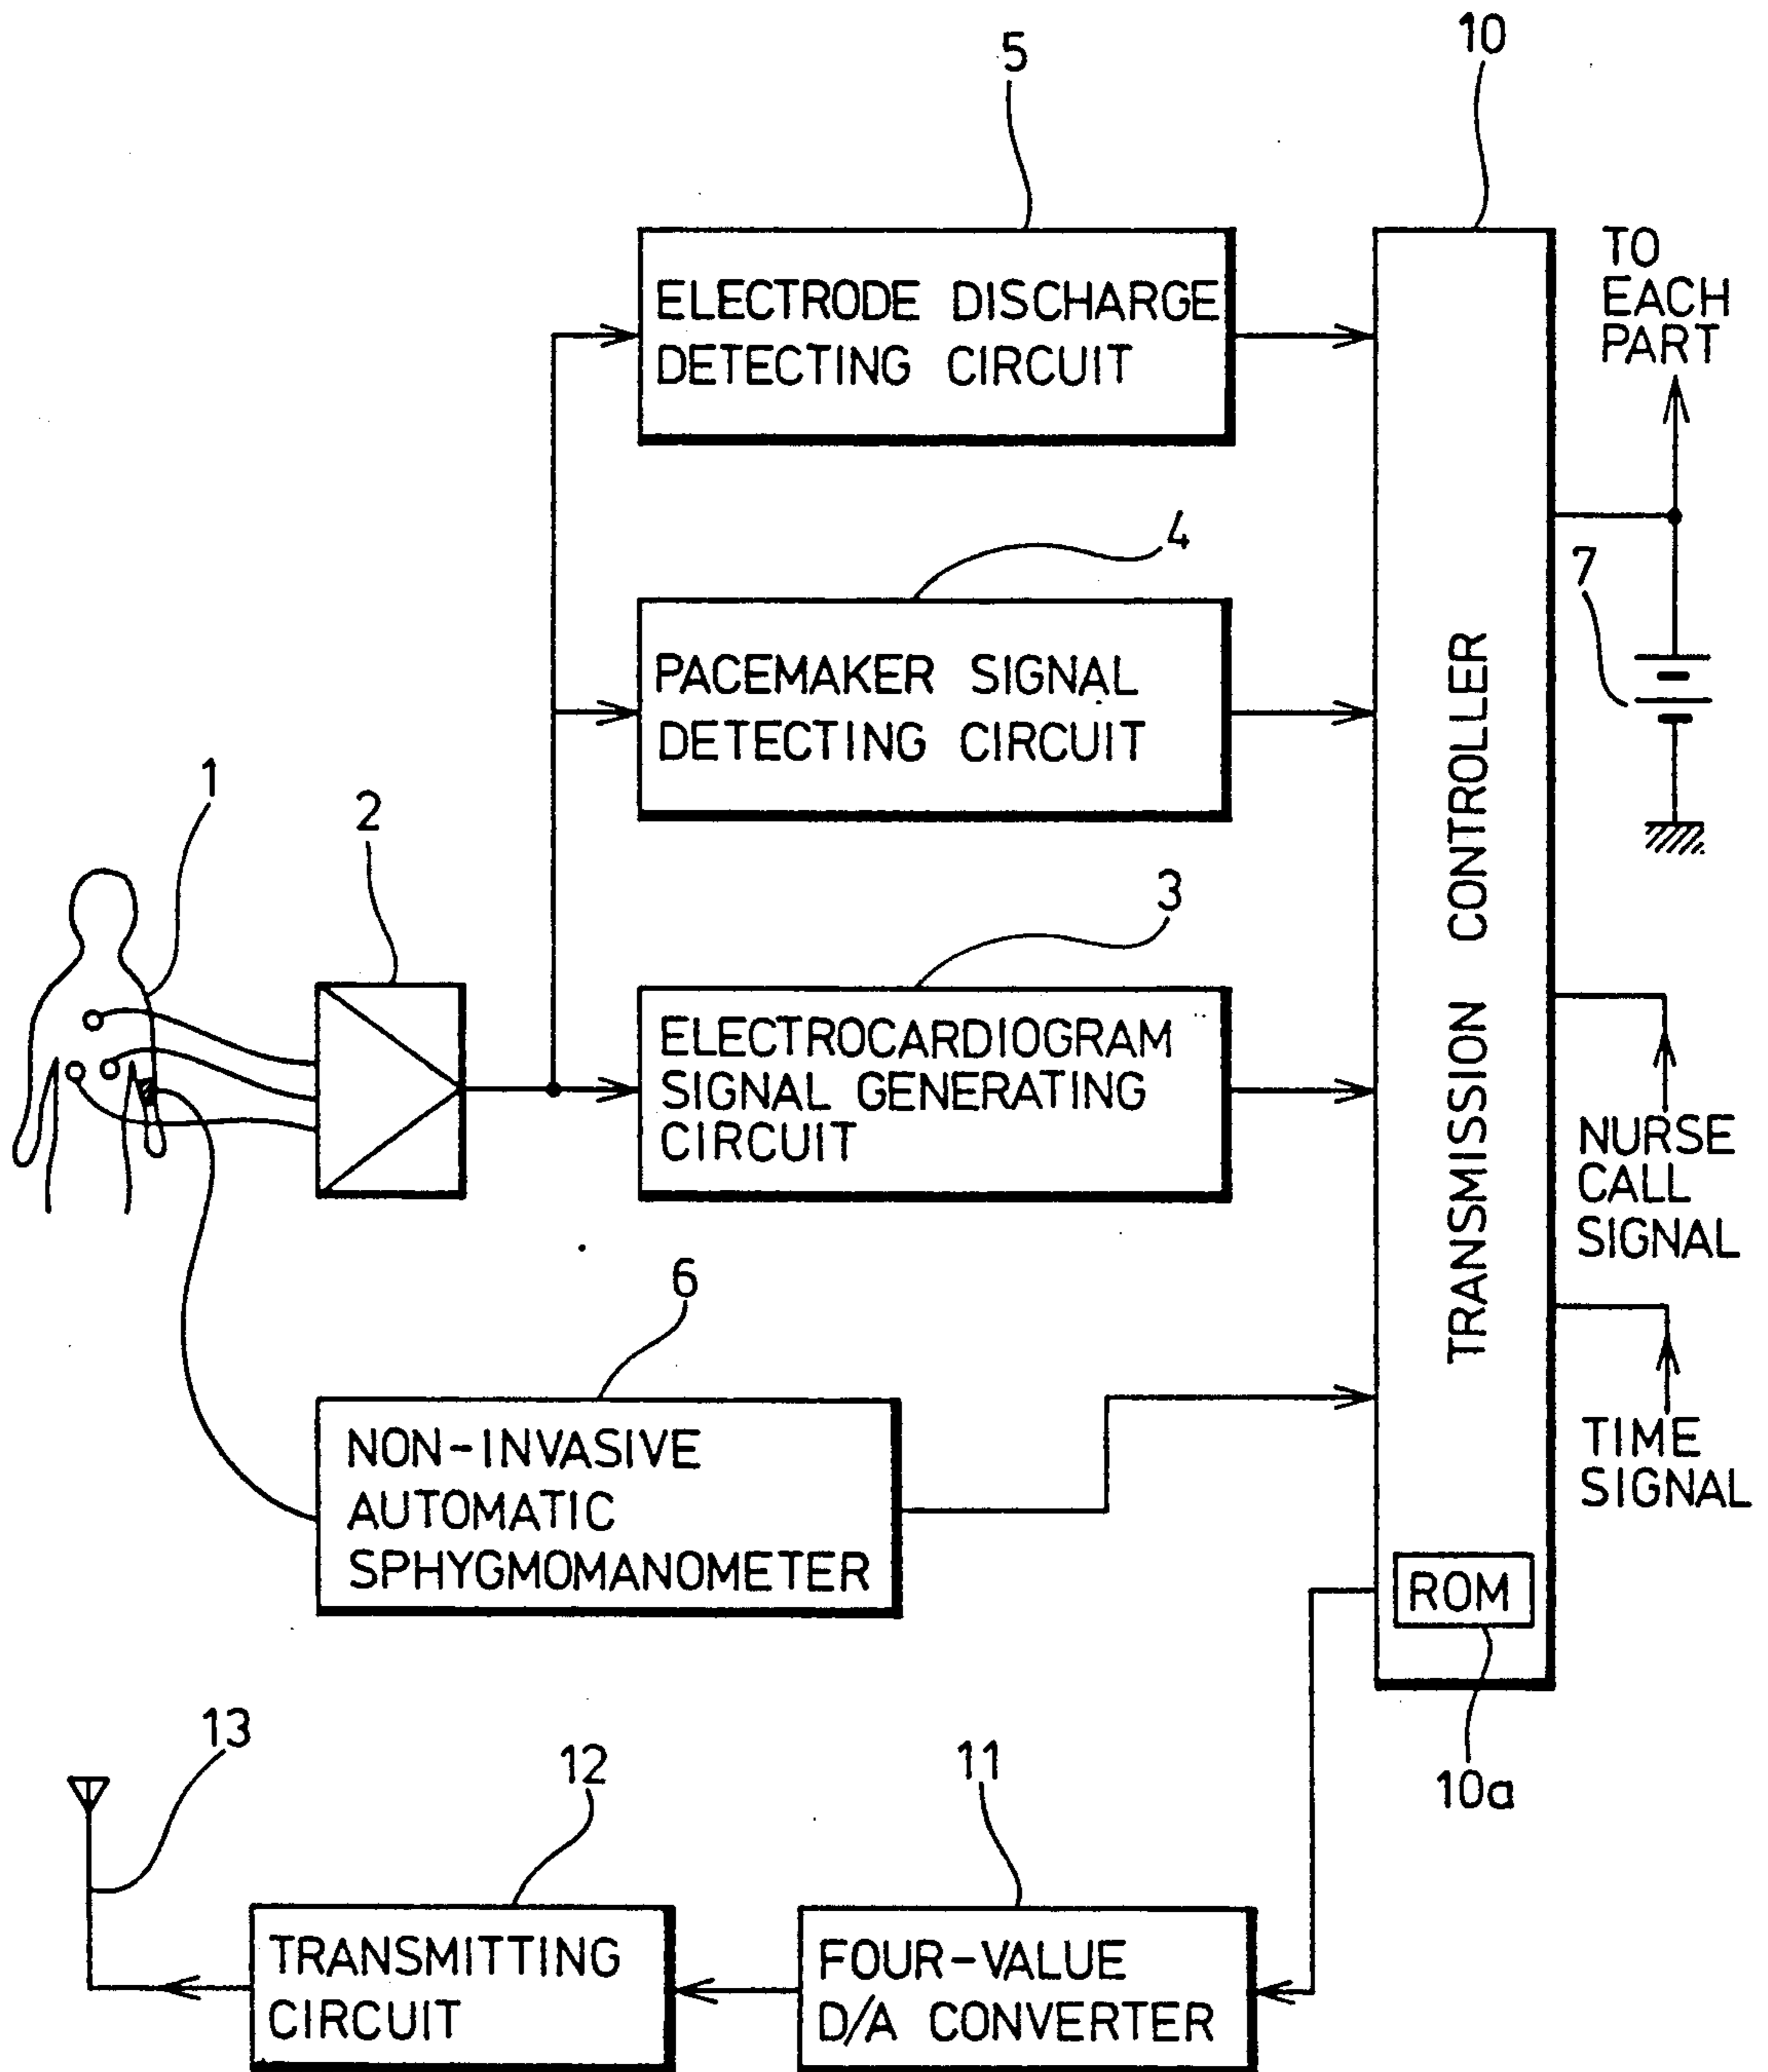 5
10
ELECTRODE DISCHARGE
DETECTING CIRCUIT
TO
EACH
PART
4
PACEMAKER SIGNAL
DETECTING CIRCUIT
7
TRANSMISSION CONTROLLER
1
2
3
ELECTROCARDIOGRAM
SIGNAL GENERATING
CIRCUIT
NURSE
CALL
SIGNAL
6
NON-INVASIVE
AUTOMATIC
SPHYGMOMANOMETER
TIME
SIGNAL
ROM
10a
13
12
11
TRANSMITTING
CIRCUIT
FOUR-VALUE
D/A CONVERTER